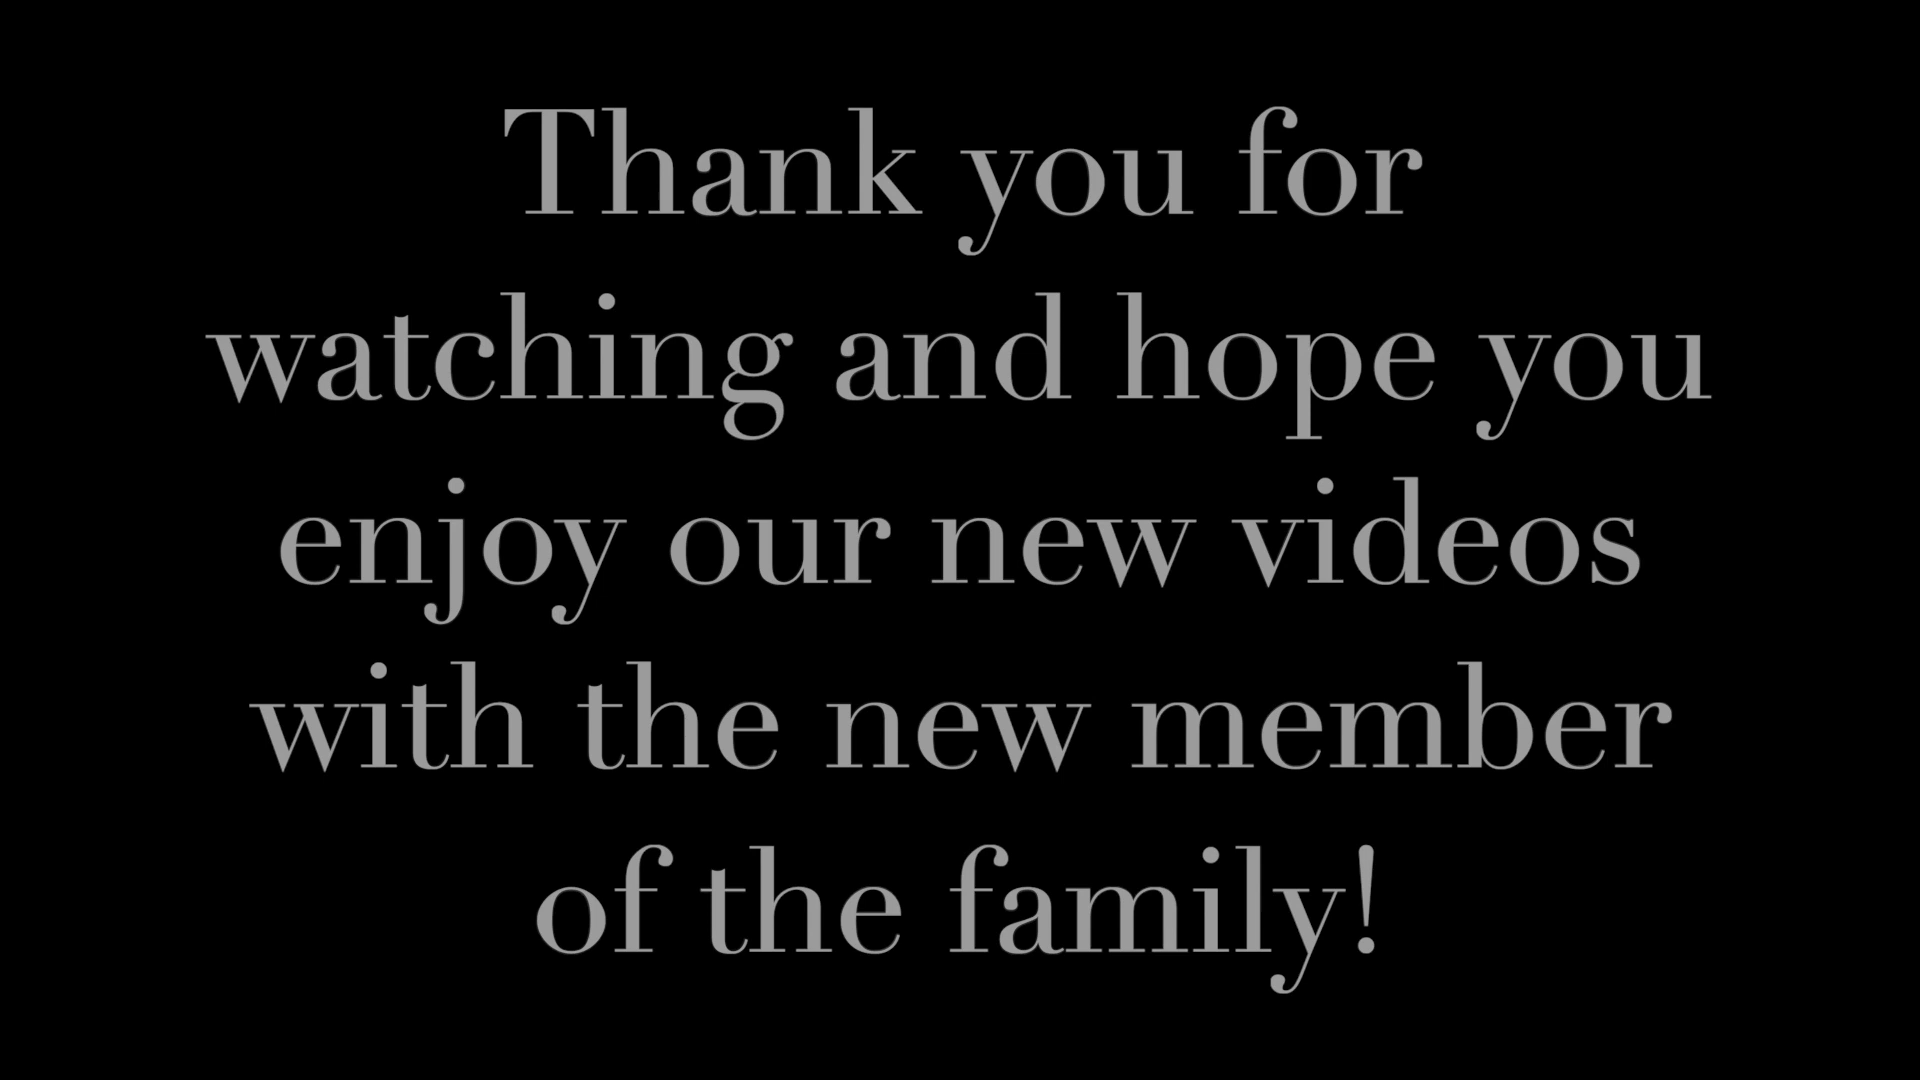 Thank you for
watching and hope you
enjoy our new videos
with the new member
of the family!